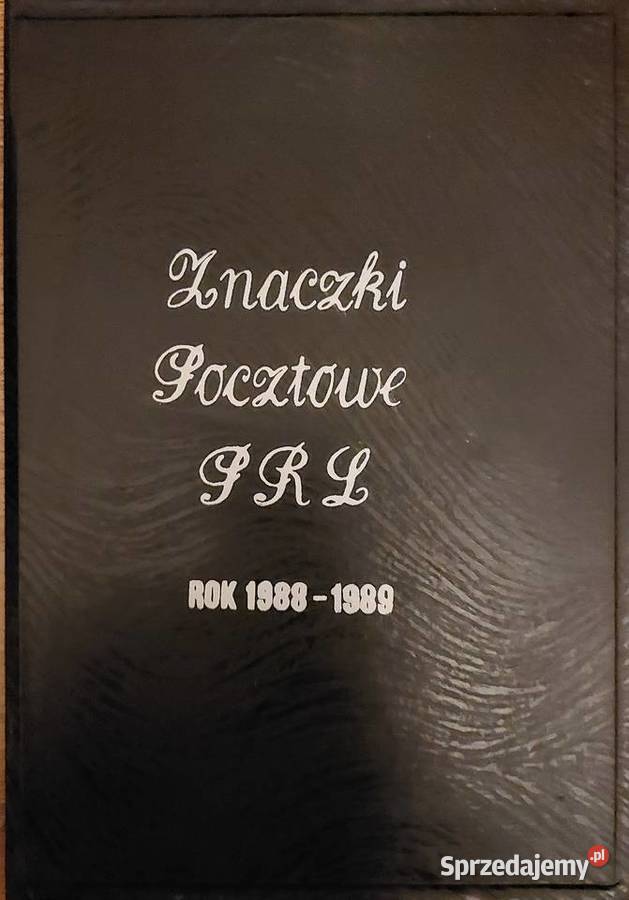 Znaczki
Pocztowe
PRL
ROK 1988-1989
Sprzedajemy.pl